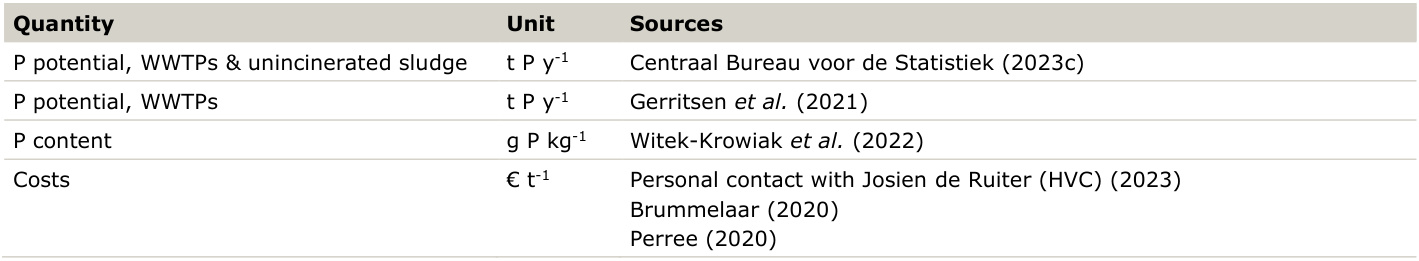 Quantity Unit Sources
P potential, WWTPs & unincinerated sludge t P y⁻¹ Centraal Bureau voor de Statistiek (2023c)
P potential, WWTPs t P y⁻¹ Gerritsen et al. (2021)
P content g P kg⁻¹ Witek-Krowiak et al. (2022)
Costs € t⁻¹ Personal contact with Josien de Ruiter (HVC) (2023)
Brummelaar (2020)
Perree (2020)